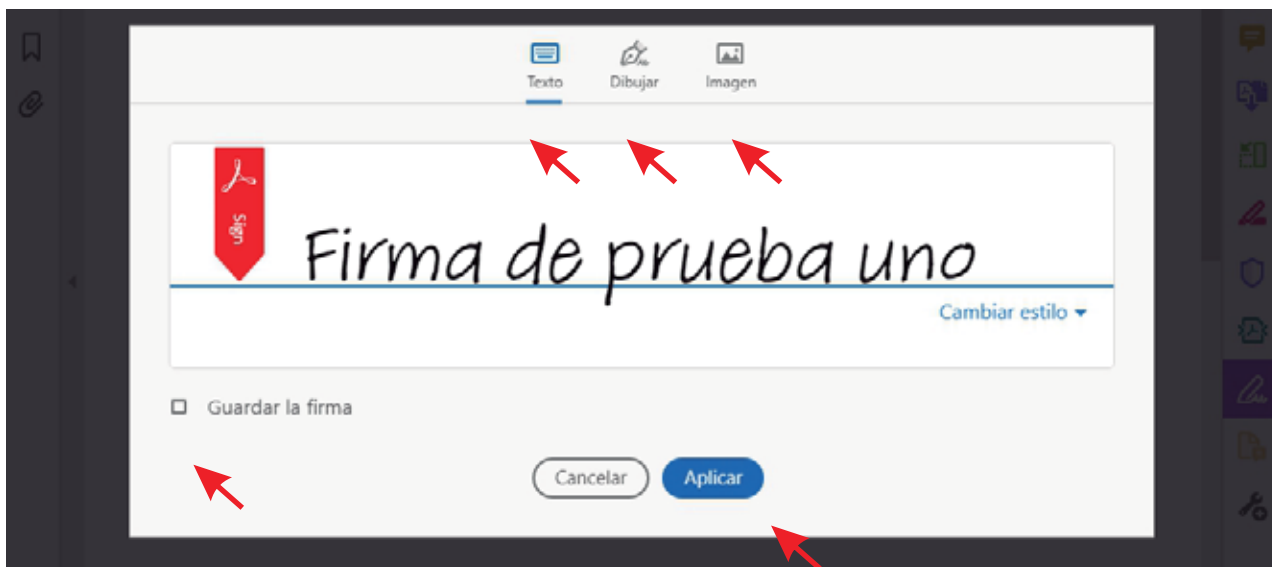 Texto Dibujar Imagen
Sign
Firma de prueba uno
Cambiar estilo
Guardar la firma
Cancelar Aplicar